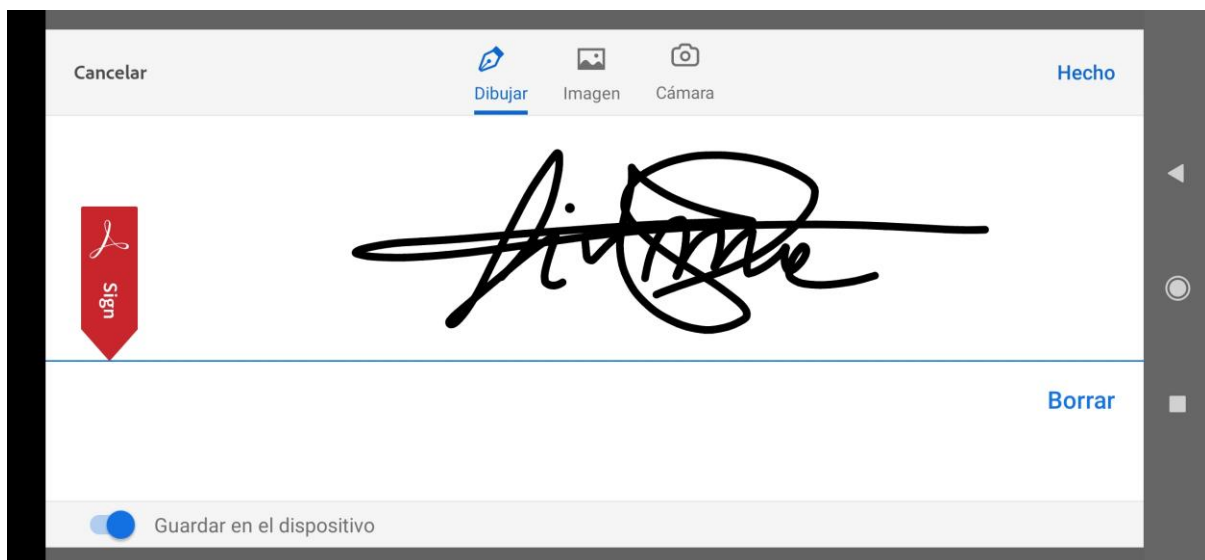 Cancelar
Dibujar
Imagen
Cámara
Hecho
Sign
Borrar
Guardar en el dispositivo